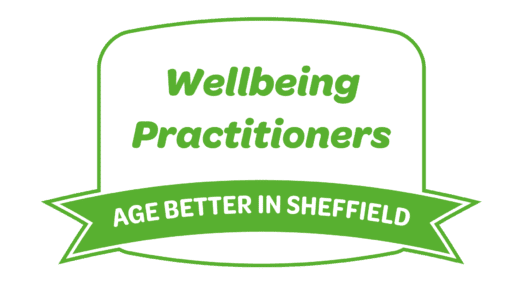 Wellbeing
Practitioners
AGE BETTER IN SHEFFIELD